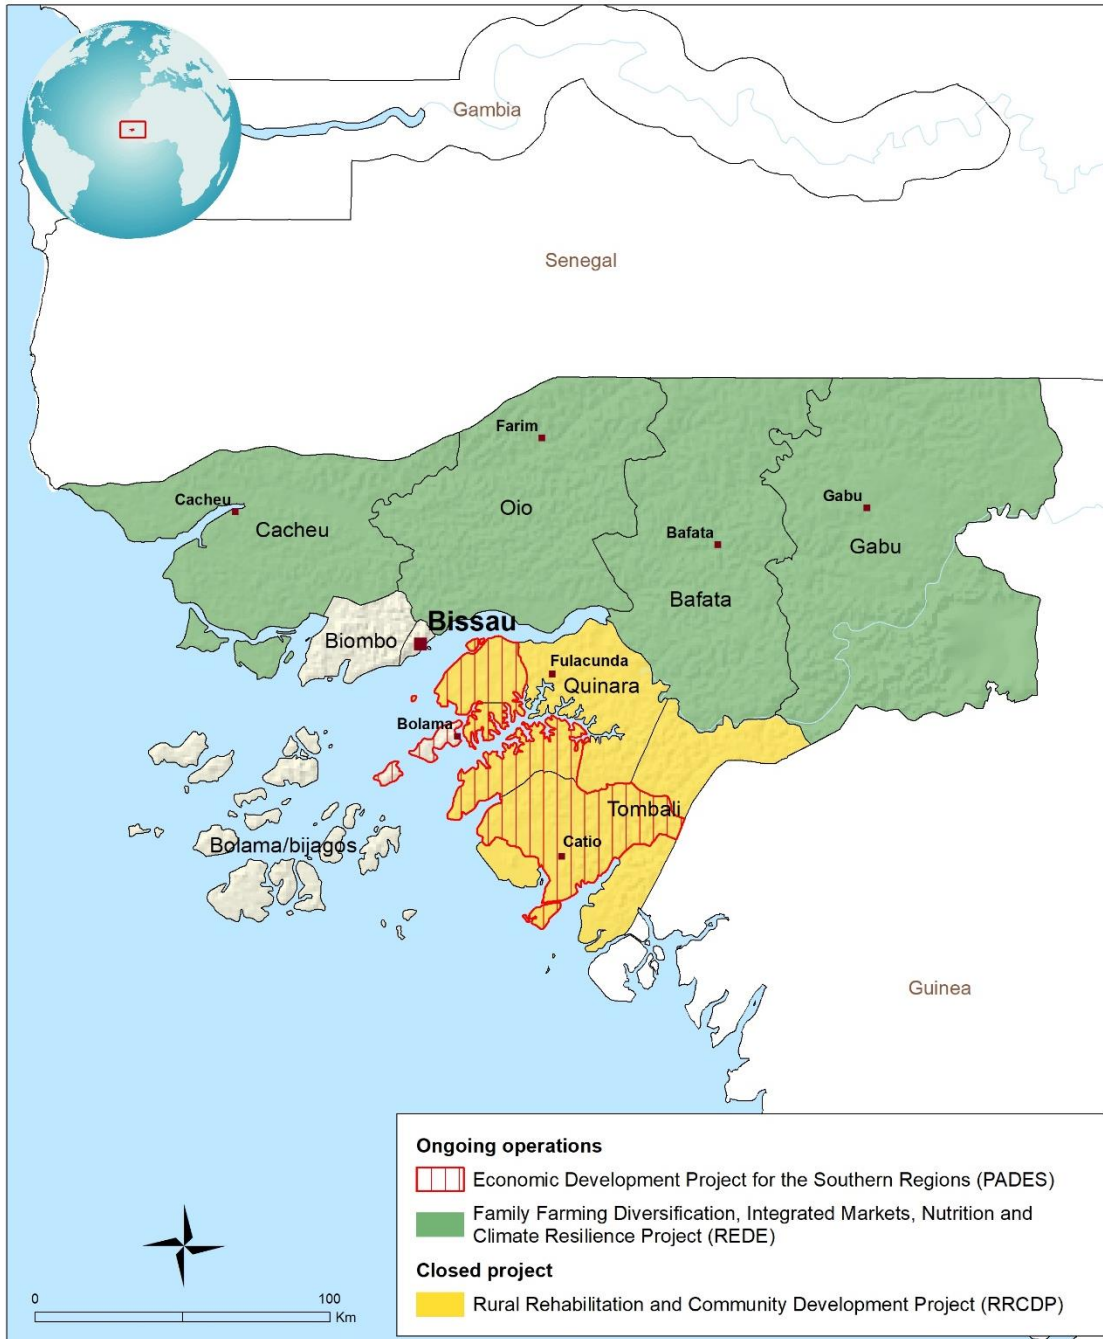 Gambia
Senegal
Farim
Cacheu
Oio
Gabu
Cacheu
Bafata
Gabu
Bafata
Bissau
Biombo
Fulacunda
Quinara
Bolama
Tombali
Catio
Bolama/bijagos
Guinea
Ongoing operations
Economic Development Project for the Southern Regions (PADES)
Family Farming Diversification, Integrated Markets, Nutrition and
Climate Resilience Project (REDE)
Closed project
Rural Rehabilitation and Community Development Project (RRCDP)
0 100
Km